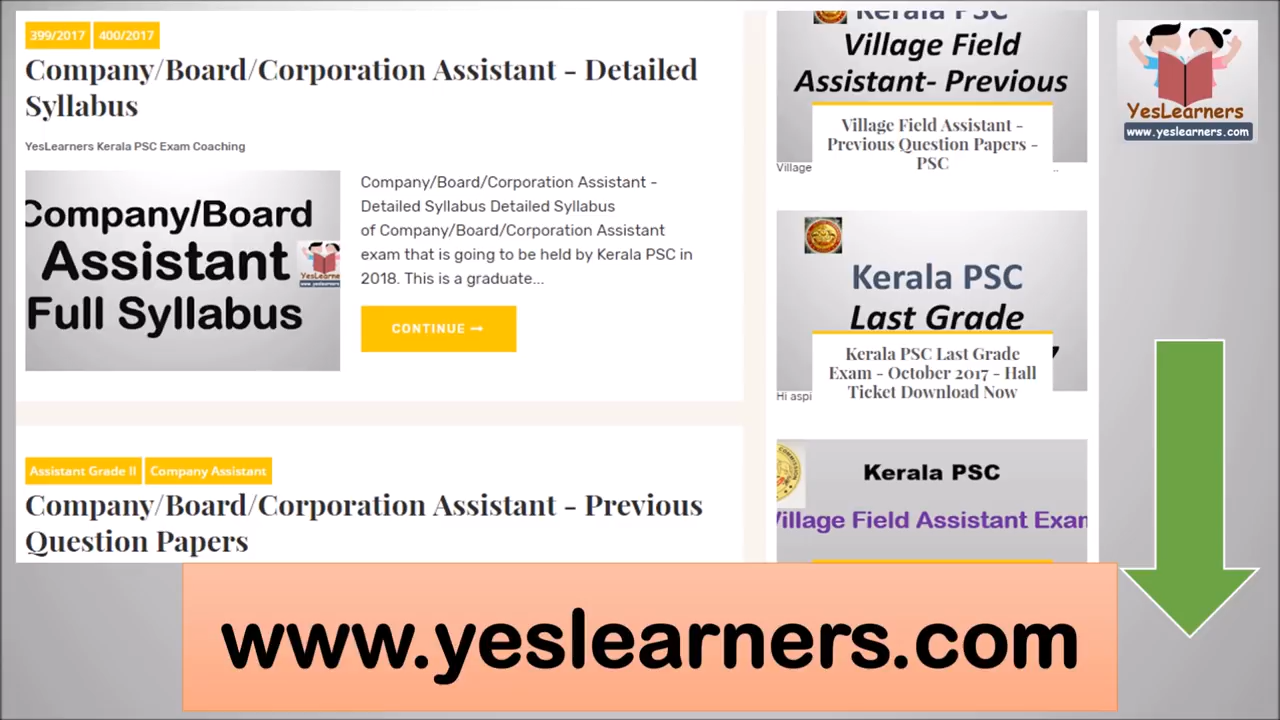 399/2017 400/2017
Company/Board/Corporation Assistant - Detailed
Syllabus
YesLearners Kerala PSC Exam Coaching
Company/Board
Assistant
Full Syllabus
YesLearners
Company/Board/Corporation Assistant -
Detailed Syllabus Detailed Syllabus
of Company/Board/Corporation Assistant
exam that is going to be held by Kerala PSC in
2018. This is a graduate...
CONTINUE
Assistant Grade II Company Assistant
Company/Board/Corporation Assistant - Previous
Question Papers
Kerala PSC
Village Field
Assistant- Previous
Village Field Assistant -
Previous Question Papers -
PSC
Village
Kerala PSC
Last Grade
Kerala PSC Last Grade
Exam - October 2017 - Hall
Ticket Download Now
Hi aspi
Kerala PSC
Village Field Assistant Exam
YesLearners
www.yeslearners.com
www.yeslearners.com